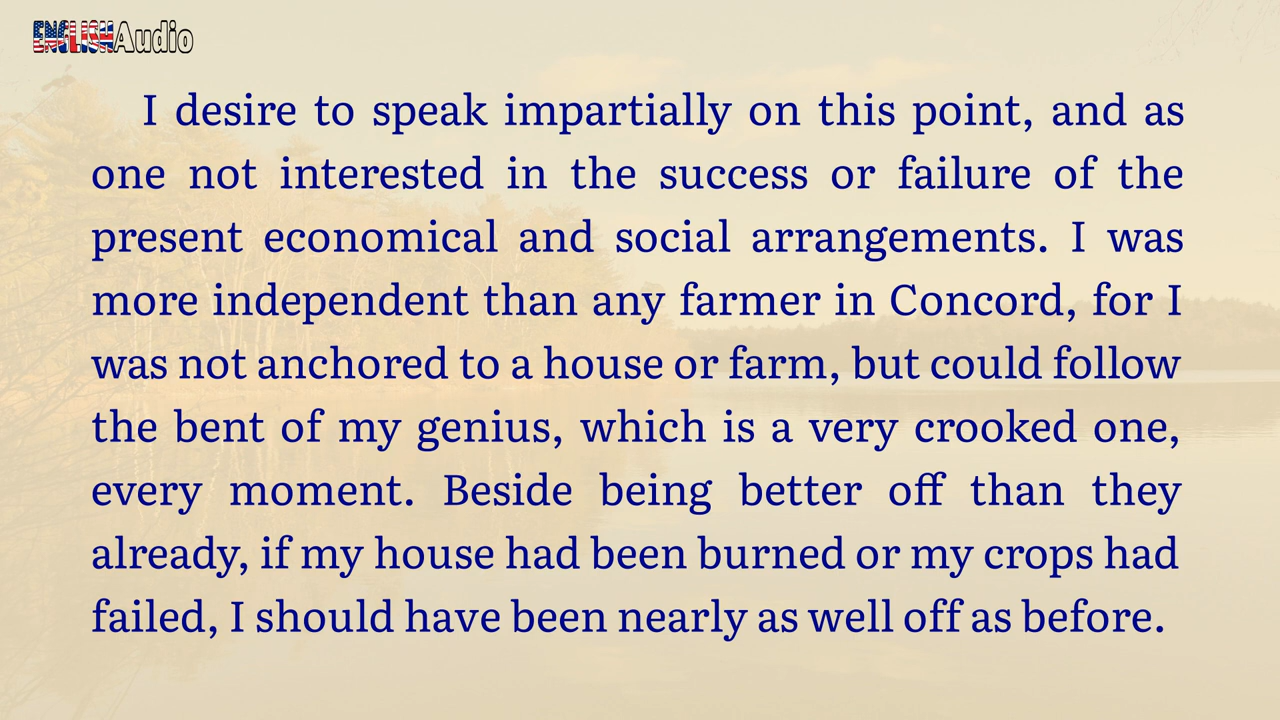 ENGLISHAudio
I desire to speak impartially on this point, and as
one not interested in the success or failure of the
present economical and social arrangements. I was
more independent than any farmer in Concord, for I
was not anchored to a house or farm, but could follow
the bent of my genius, which is a very crooked one,
every moment. Beside being better off than they
already, if my house had been burned or my crops had
failed, I should have been nearly as well off as before.